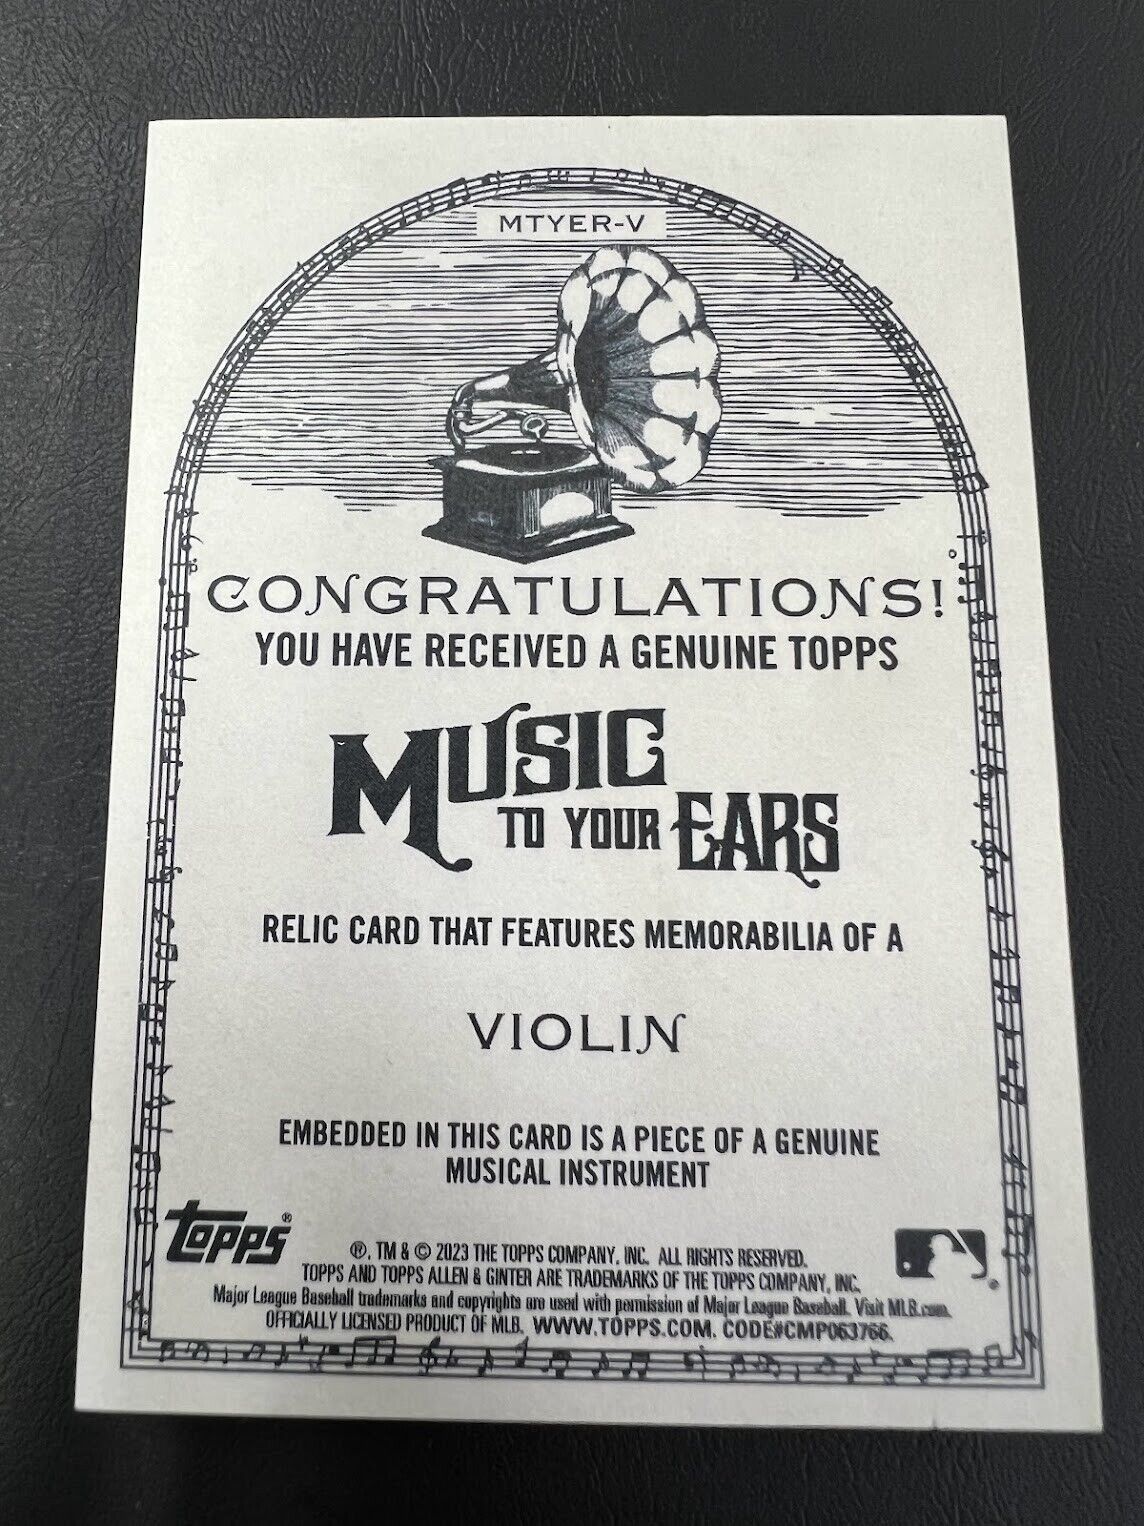 MTYER-V
CONGRATULATIONS!
YOU HAVE RECEIVED A GENUINE TOPPS
MUSIC
TO YOUR EARS
RELIC CARD THAT FEATURES MEMORABILIA OF A
VIOLIN
EMBEDDED IN THIS CARD IS A PIECE OF A GENUINE
MUSICAL INSTRUMENT
topps®
®, TM & © 2023 THE TOPPS COMPANY, INC. ALL RIGHTS RESERVED.
TOPPS AND TOPPS ALLEN & GINTER ARE TRADEMARKS OF THE TOPPS COMPANY, INC.
Major League Baseball trademarks and copyrights are used with permission of Major League Baseball. Visit MLB.com.
OFFICIALLY LICENSED PRODUCT OF MLB. WWW.TOPPS.COM. CODE#CMP063766.